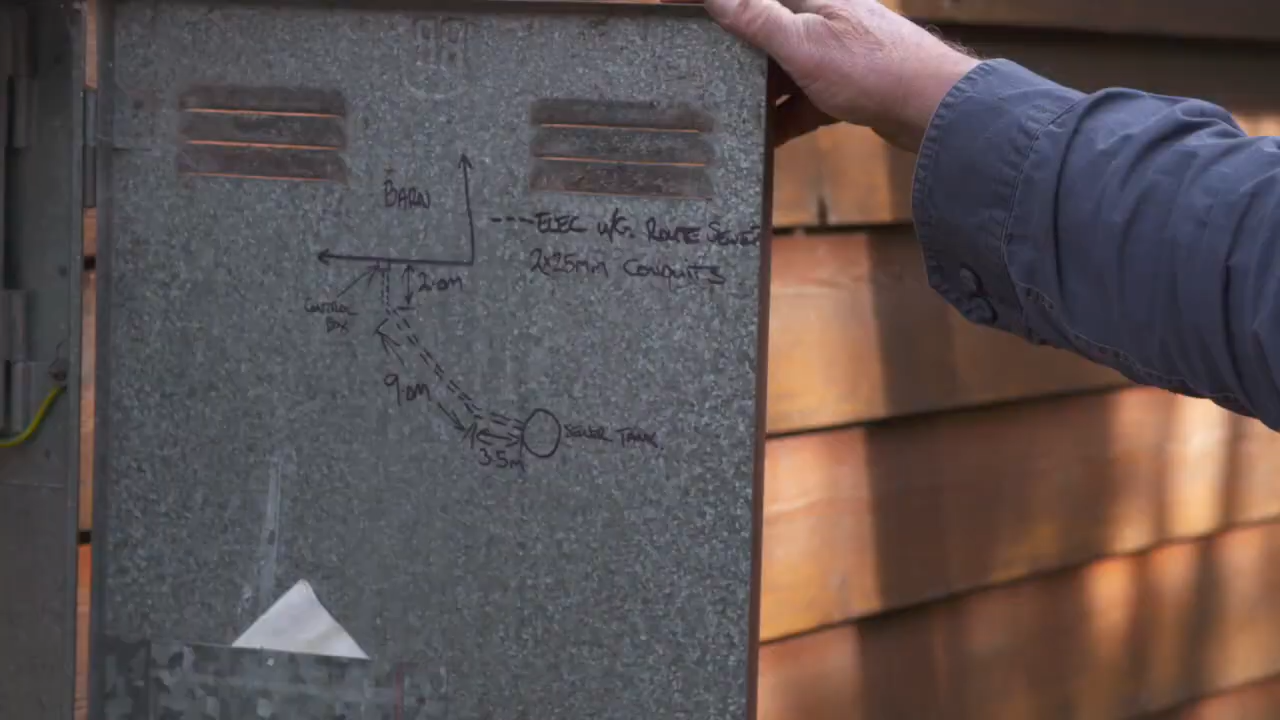 BARN
---ELEC U/G. ROUTE SEWER
2x25mm CONDUITS
2.0m
CONTROL
BOX
9.0m
SEWER TANK.
3.5m